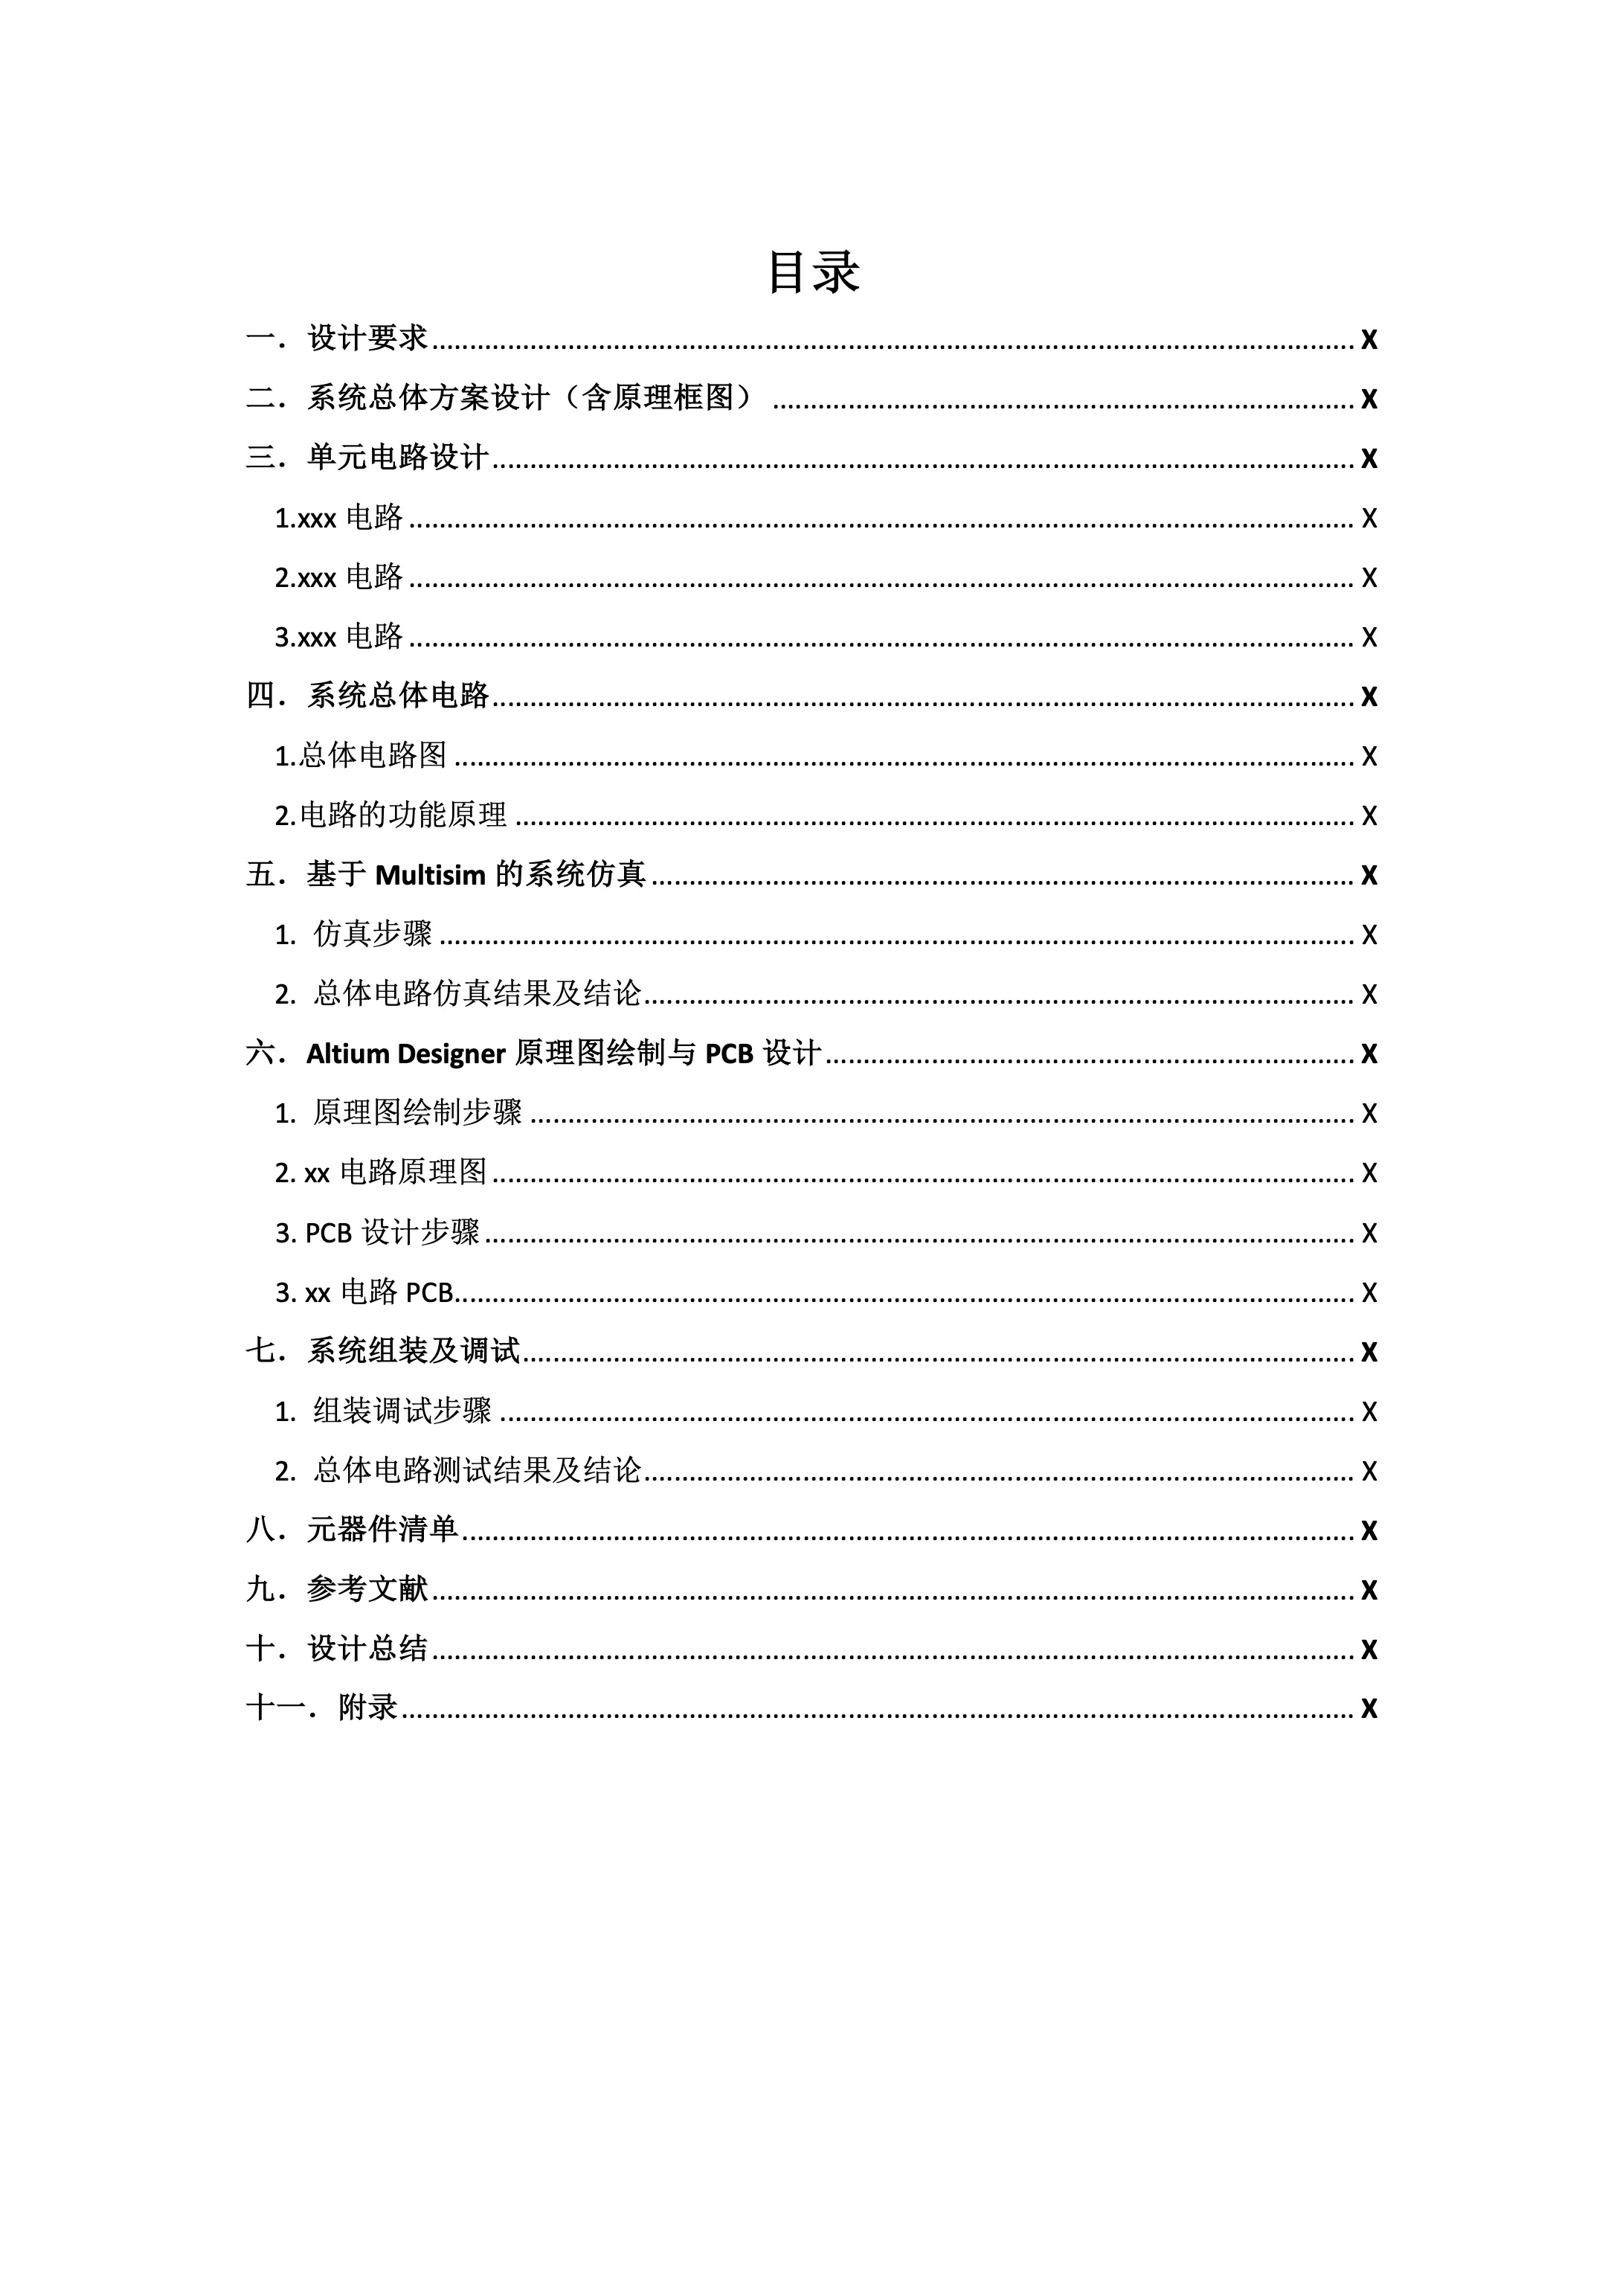 目录
一．设计要求........................................................................................................................... X
二．系统总体方案设计（含原理框图） ............................................................................. X
三．单元电路设计................................................................................................................... X
1.xxx 电路 ............................................................................................................................. X
2.xxx 电路 ............................................................................................................................. X
3.xxx 电路 ............................................................................................................................. X
四．系统总体电路................................................................................................................... X
1.总体电路图 ....................................................................................................................... X
2.电路的功能原理 ............................................................................................................... X
五．基于 Multisim 的系统仿真 ............................................................................................. X
1. 仿真步骤 ......................................................................................................................... X
2. 总体电路仿真结果及结论.............................................................................................. X
六．Altium Designer 原理图绘制与 PCB 设计...................................................................... X
1. 原理图绘制步骤 ............................................................................................................. X
2. xx 电路原理图 .................................................................................................................. X
3. PCB 设计步骤 ................................................................................................................... X
3. xx 电路 PCB....................................................................................................................... X
七．系统组装及调试............................................................................................................... X
1. 组装调试步骤 ................................................................................................................. X
2. 总体电路测试结果及结论.............................................................................................. X
八．元器件清单....................................................................................................................... X
九．参考文献........................................................................................................................... X
十．设计总结........................................................................................................................... X
十一．附录............................................................................................................................... X